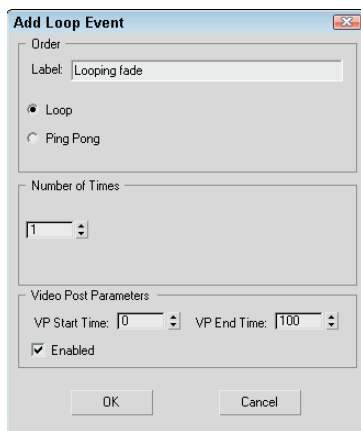 Add Loop Event
Order
Label: Looping fade
Loop
Ping Pong
Number of Times
1
Video Post Parameters
VP Start Time: 0 VP End Time: 100
Enabled
OK Cancel